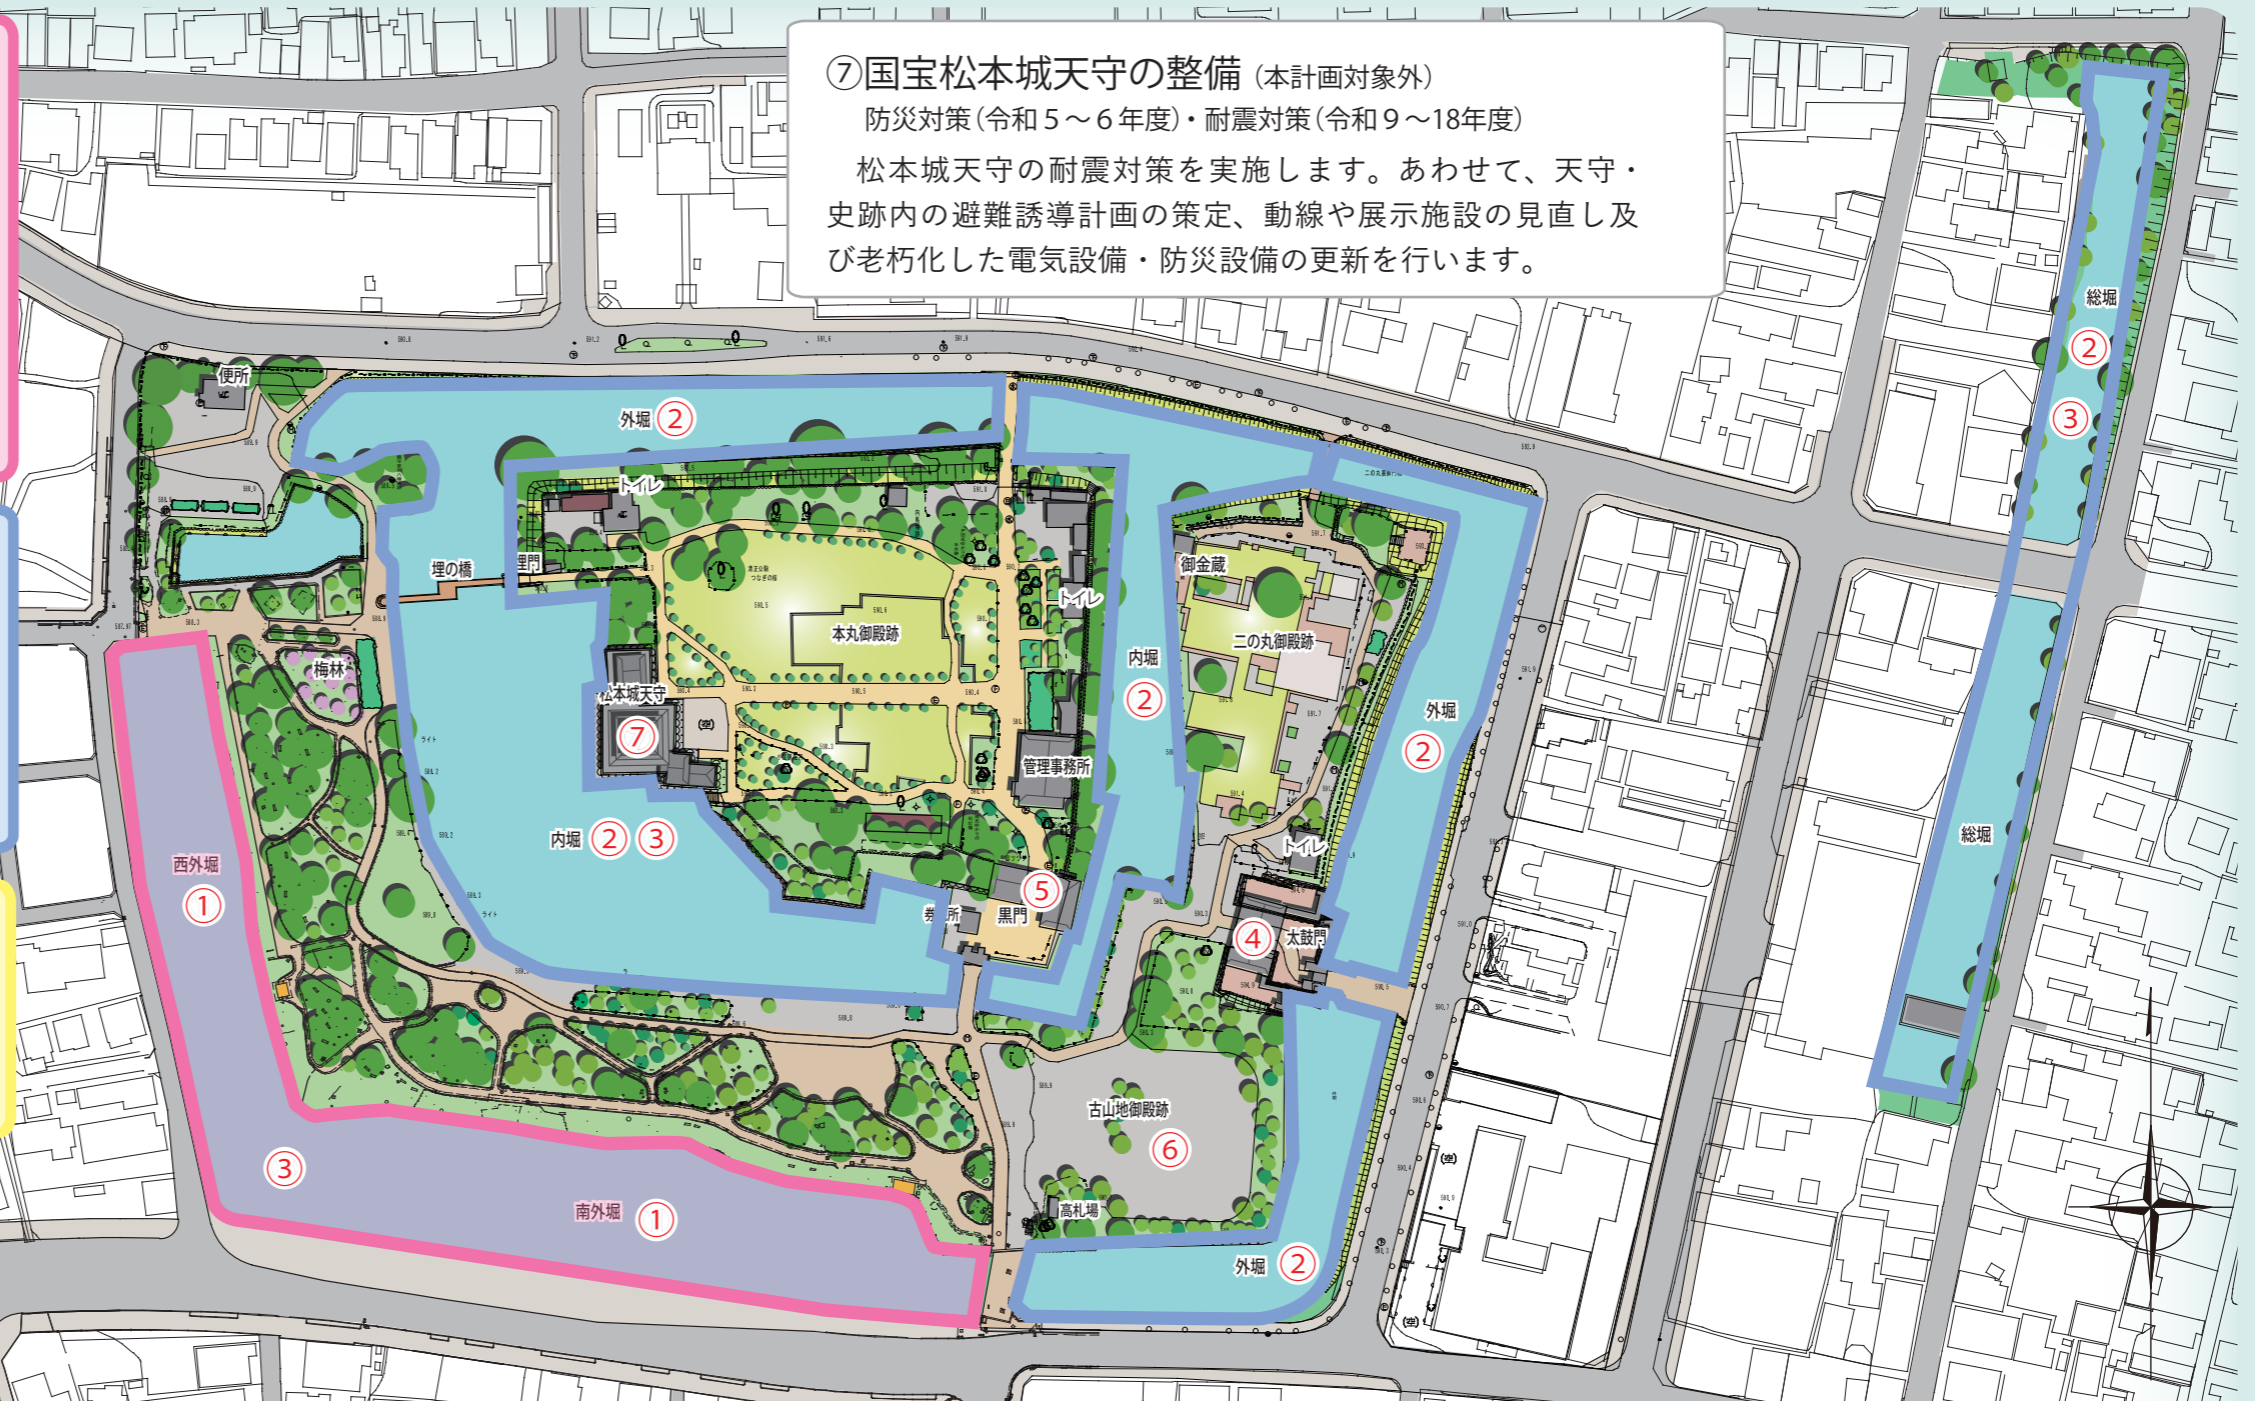 ⑦国宝松本城天守の整備（本計画対象外）
防災対策（令和５～６年度）・耐震対策（令和９～18年度）
松本城天守の耐震対策を実施します。あわせて、天守・
史跡内の避難誘導計画の策定、動線や展示施設の見直し及
び老朽化した電気設備・防災設備の更新を行います。
総堀
②
③
便所
外堀 ②
トイレ
埋の橋
埋門
御金蔵
トイレ
本丸御殿跡
二の丸御殿跡
内堀
②
梅林
松本城天守
⑦
外堀
②
管理事務所
内堀 ② ③
トイレ
総堀
西外堀
①
⑤
黒門
④
太鼓門
古山地御殿跡
⑥
③
南外堀 ①
高札場
外堀 ②